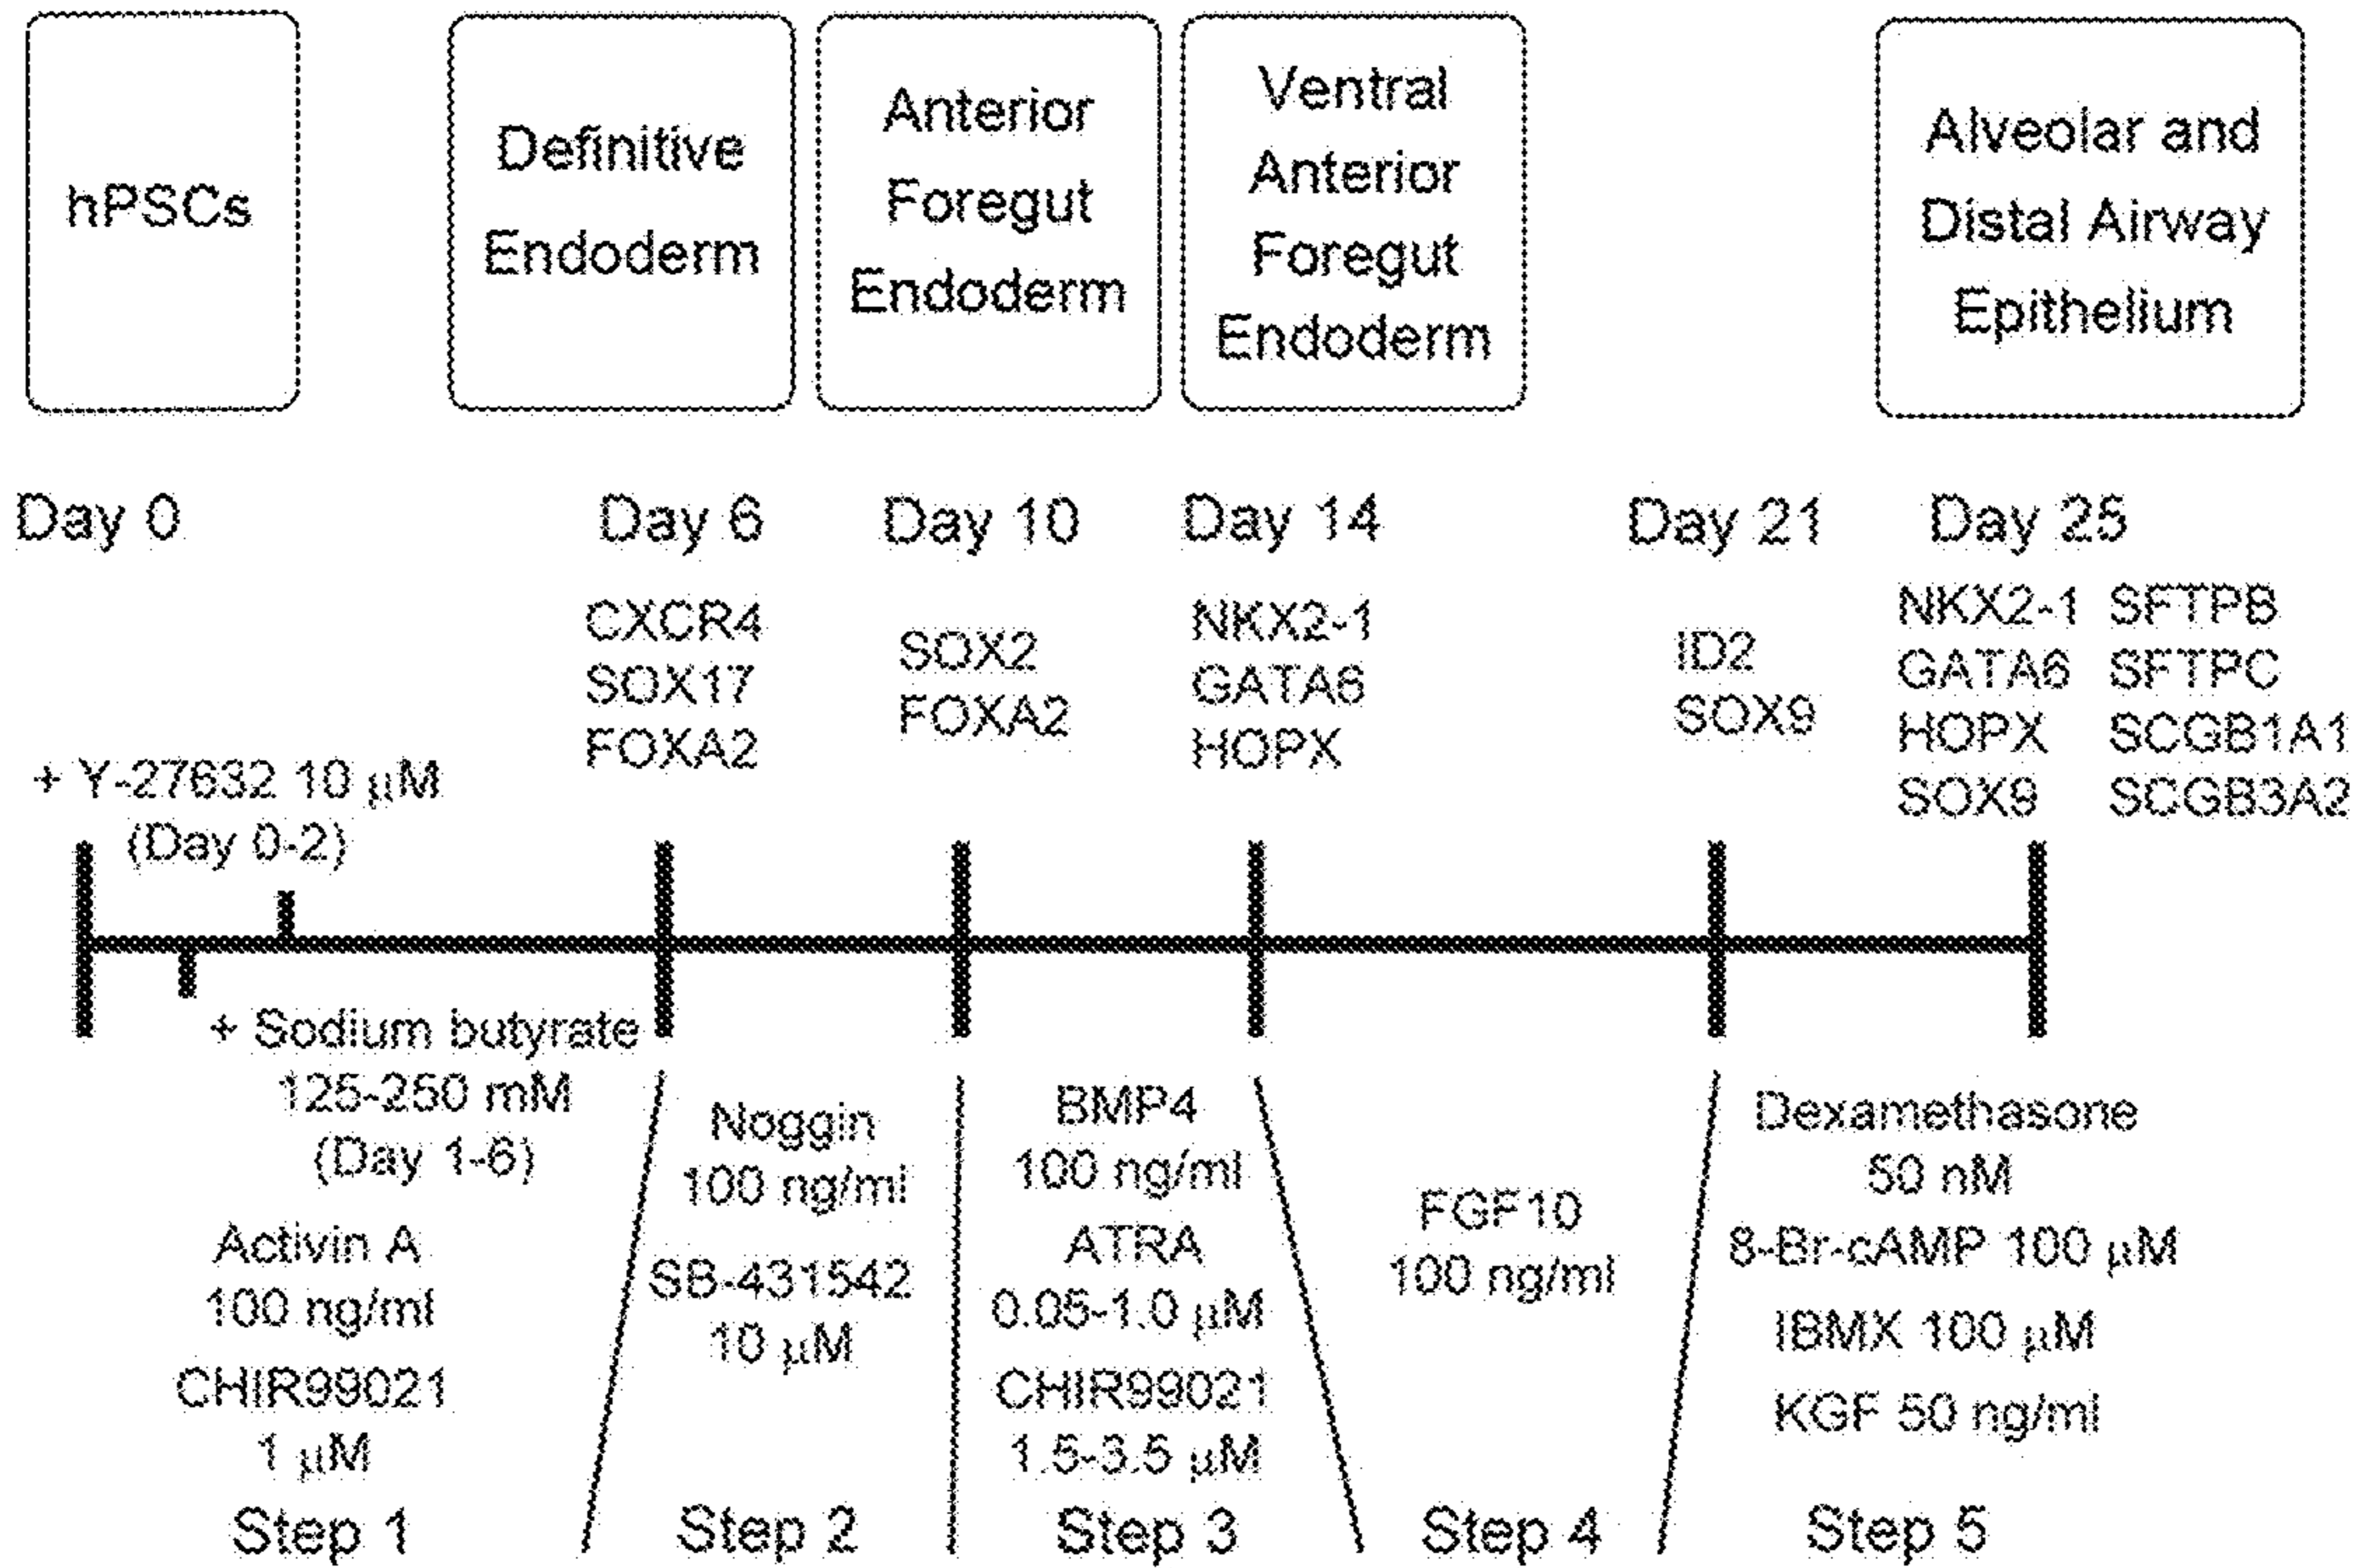 hPSCs
Definitive
Endoderm
Anterior
Foregut
Endoderm
Ventral
Anterior
Foregut
Endoderm
Alveolar and
Distal Airway
Epithelium
Day 0
Day 6
Day 10
Day 14
Day 21
Day 25
CXCR4
SOX17
FOXA2
SOX2
FOXA2
NKX2-1
GATA6
HOPX
ID2
SOX9
NKX2-1 SFTPB
GATA6 SFTPC
HOPX SCGB1A1
SOX9 SCGB3A2
+ Y-27632 10 μM
(Day 0-2)
+ Sodium butyrate
125-250 mM
(Day 1-6)
Activin A
100 ng/ml
CHIR99021
1 μM
Step 1
Noggin
100 ng/ml
SB-431542
10 μM
Step 2
BMP4
100 ng/ml
ATRA
0.05-1.0 μM
CHIR99021
1.5-3.5 μM
Step 3
FGF10
100 ng/ml
Step 4
Dexamethasone
50 nM
8-Br-cAMP 100 μM
IBMX 100 μM
KGF 50 ng/ml
Step 5